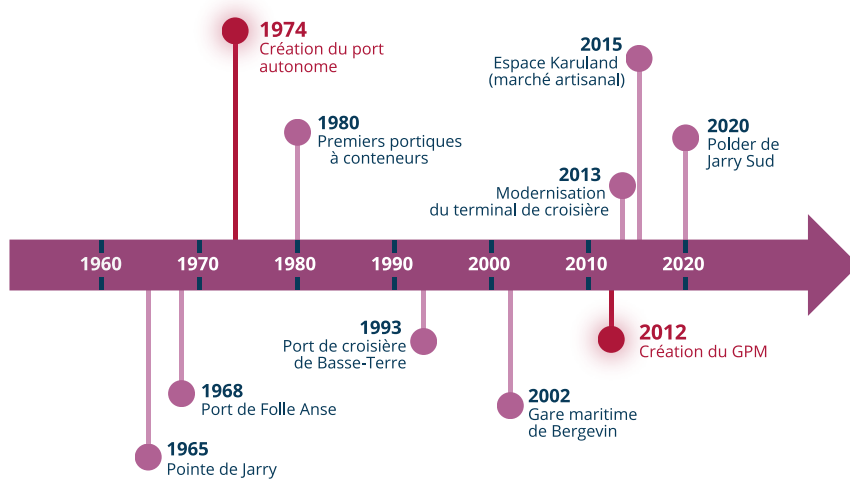 1974
Création du port
autonome
2015
Espace Karuland
(marché artisanal)
1980
Premiers portiques
à conteneurs
2020
Polder de
Jarry Sud
2013
Modernisation
du terminal de croisière
1960
1970
1980
1990
2000
2010
2020
1993
Port de croisière
de Basse-Terre
2012
Création du GPM
1968
Port de Folle Anse
2002
Gare maritime
de Bergevin
1965
Pointe de Jarry